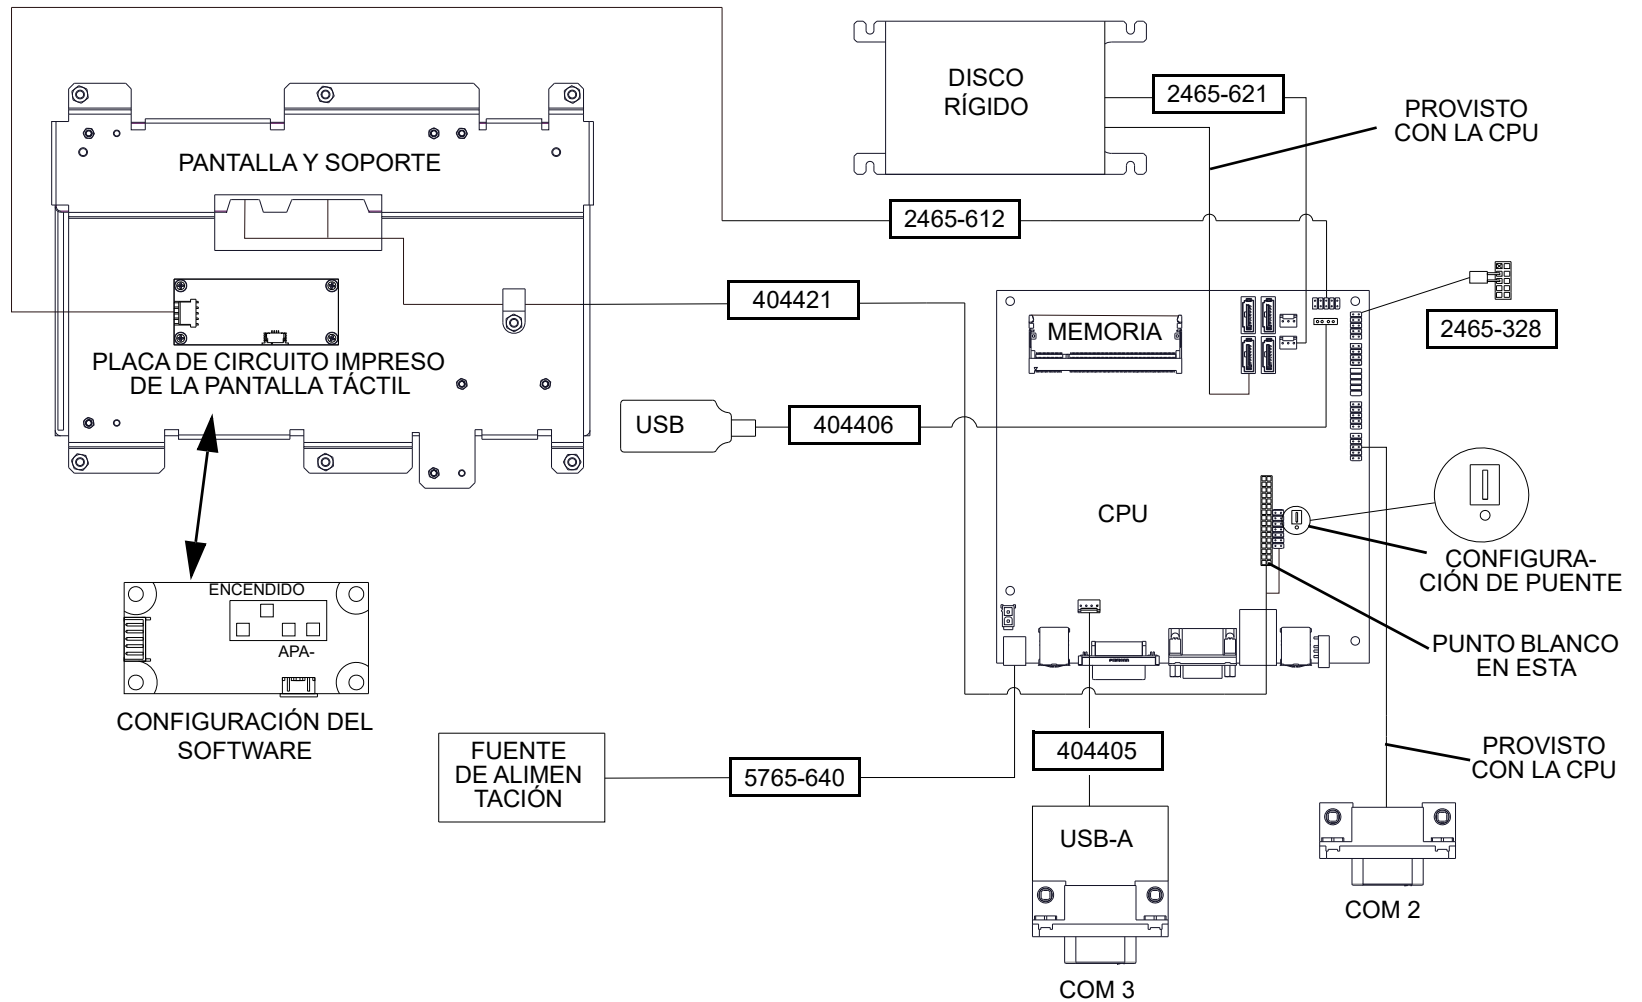 DISCO
RÍGIDO
2465-621
PROVISTO
CON LA CPU
PANTALLA Y SOPORTE
2465-612
404421
2465-328
MEMORIA
PLACA DE CIRCUITO IMPRESO
DE LA PANTALLA TÁCTIL
USB
404406
CPU
CONFIGURA-
CIÓN DE PUENTE
ENCENDIDO
APA-
PUNTO BLANCO
EN ESTA
CONFIGURACIÓN DEL
SOFTWARE
FUENTE
DE ALIMEN
TACIÓN
5765-640
404405
PROVISTO
CON LA CPU
USB-A
COM 2
COM 3